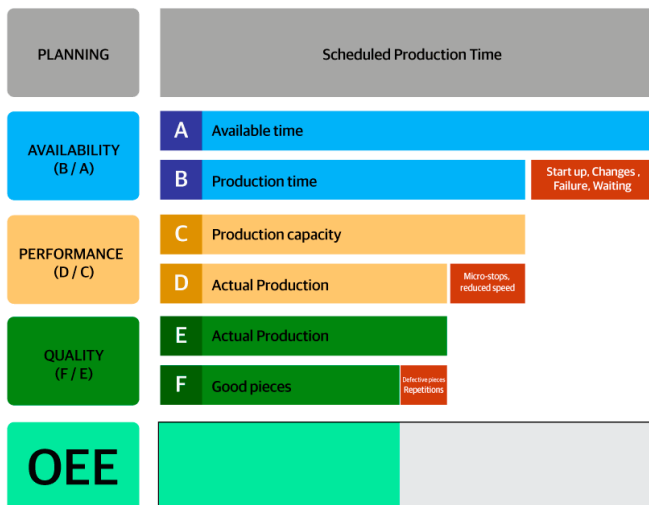 PLANNING
Scheduled Production Time
AVAILABILITY
(B / A)
A Available time
B Production time
Start up, Changes ,
Failure, Waiting
PERFORMANCE
(D / C)
C Production capacity
D Actual Production
Micro-stops,
reduced speed
QUALITY
(F / E)
E Actual Production
F Good pieces
Defective pieces
Repetitions
OEE